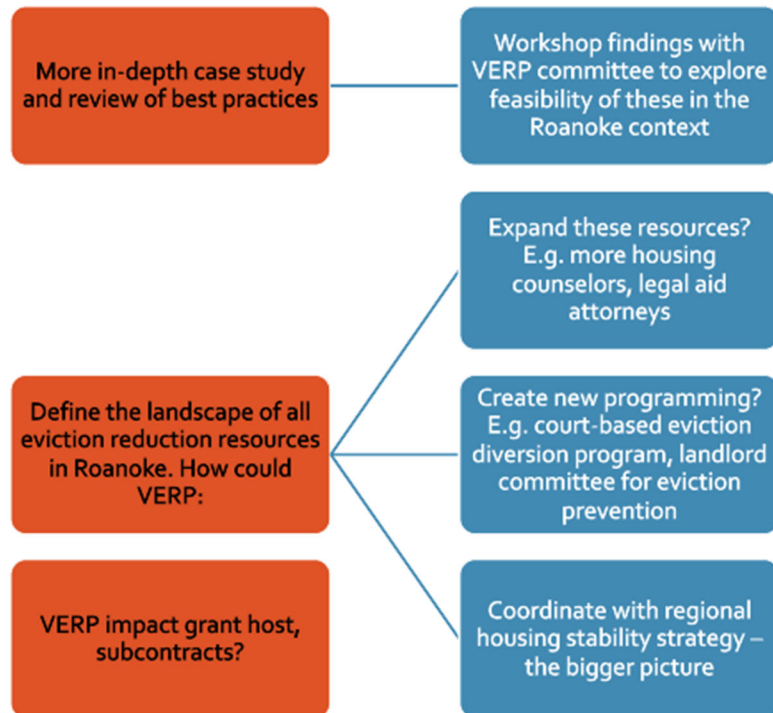 More in-depth case study
and review of best practices
Workshop findings with
VERP committee to explore
feasibility of these in the
Roanoke context
Define the landscape of all
eviction reduction resources
in Roanoke. How could
VERP:
Expand these resources?
E.g. more housing
counselors, legal aid
attorneys
Create new programming?
E.g. court-based eviction
diversion program, landlord
committee for eviction
prevention
Coordinate with regional
housing stability strategy –
the bigger picture
VERP impact grant host,
subcontracts?